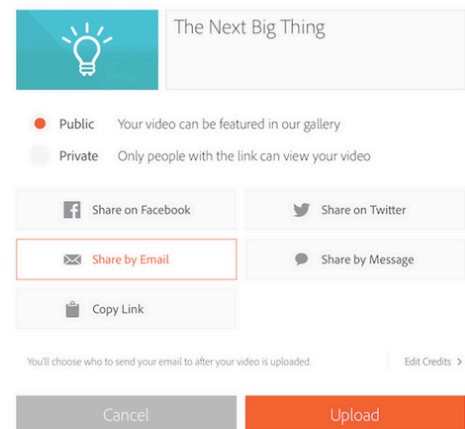 The Next Big Thing
Public Your video can be featured in our gallery
Private Only people with the link can view your video
Share on Facebook
Share on Twitter
Share by Email
Share by Message
Copy Link
You'll choose who to send your email to after your video is uploaded.
Edit Credits >
Cancel
Upload